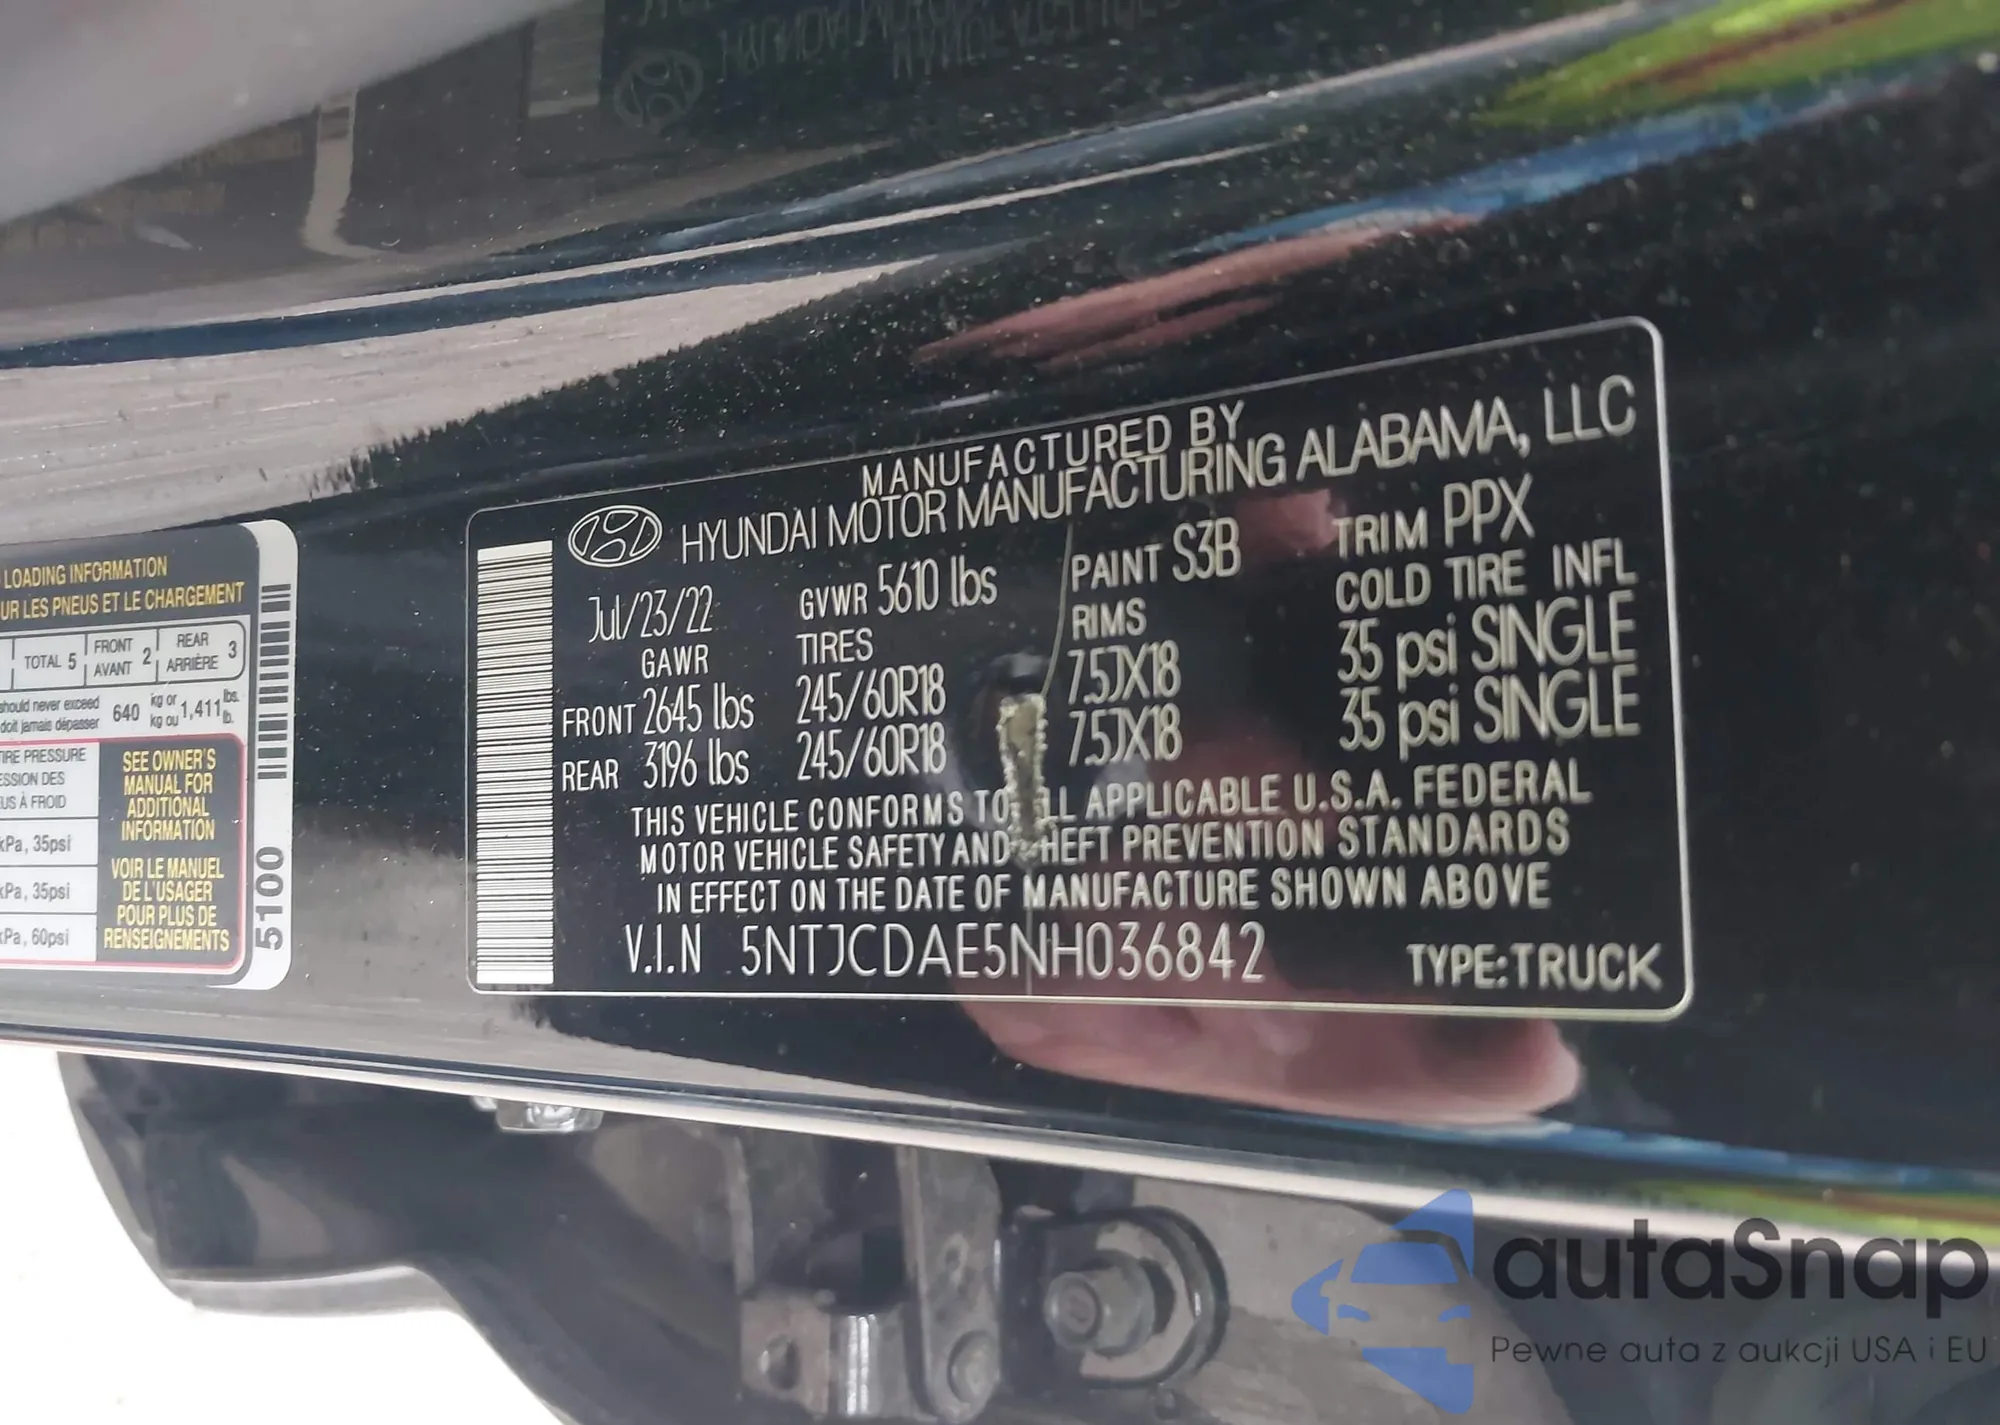 MANUFACTURED BY
HYUNDAI MOTOR MANUFACTURING ALABAMA, LLC
Jul/23/22 GVWR 5610 lbs PAINT S3B TRIM PPX
GAWR TIRES RIMS COLD TIRE INFL
FRONT 2645 lbs 245/60R18 7.5JX18 35 psi SINGLE
REAR 3196 lbs 245/60R18 7.5JX18 35 psi SINGLE
THIS VEHICLE CONFORMS TO ALL APPLICABLE U.S.A. FEDERAL
MOTOR VEHICLE SAFETY AND THEFT PREVENTION STANDARDS
IN EFFECT ON THE DATE OF MANUFACTURE SHOWN ABOVE
V.I.N 5NTJCDAE5NH036842 TYPE:TRUCK
LOADING INFORMATION
UR LES PNEUS ET LE CHARGEMENT
TOTAL 5 FRONT AVANT 2 REAR ARRIÈRE 3
should never exceed 640 kg or 1,411 lbs.
doit jamais dépasser kg ou lb.
TIRE PRESSURE
ESSION DES
US À FROID
kPa, 35psi
kPa, 35psi
kPa, 60psi
SEE OWNER'S
MANUAL FOR
ADDITIONAL
INFORMATION
VOIR LE MANUEL
DE L'USAGER
POUR PLUS DE
RENSEIGNEMENTS
5100
autaSnap
Pewne auta z aukcji USA i EU